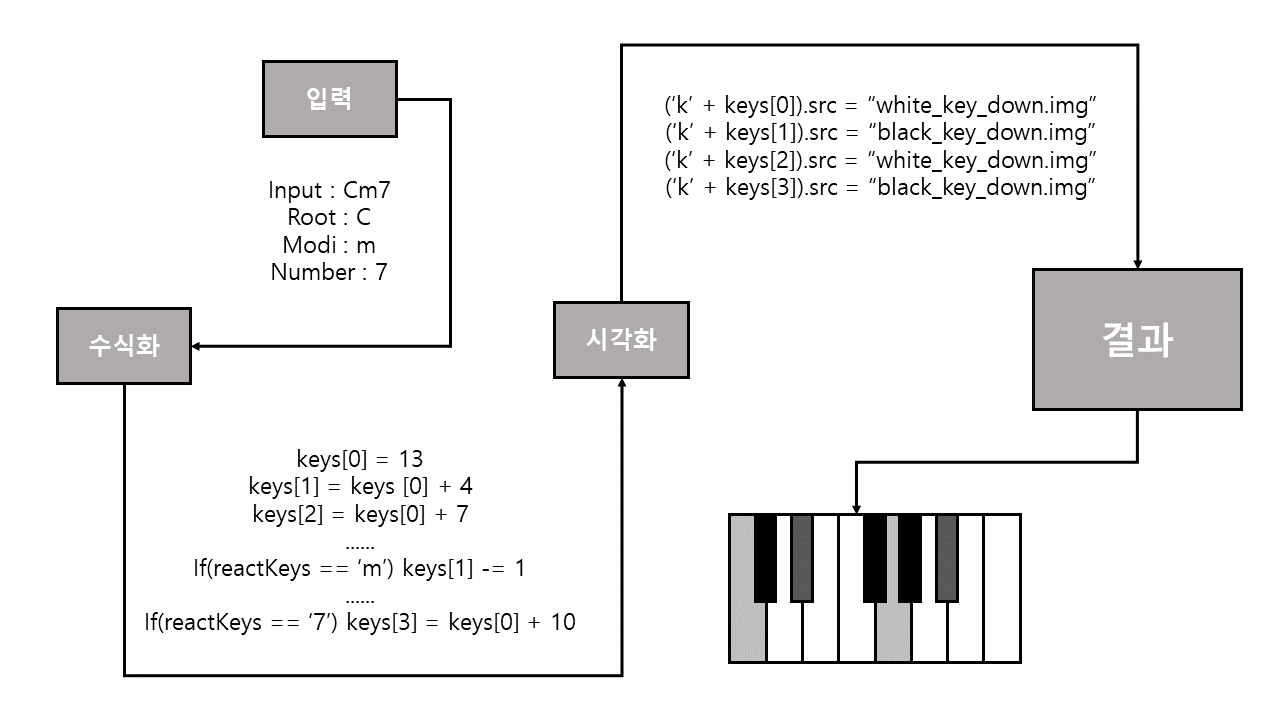 입력
Input : Cm7
Root : C
Modi : m
Number : 7
수식화
keys[0] = 13
keys[1] = keys [0] + 4
keys[2] = keys[0] + 7
......
If(reactKeys == ‘m’) keys[1] -= 1
......
If(reactKeys == ‘7’) keys[3] = keys[0] + 10
시각화
(‘k’ + keys[0]).src = “white_key_down.img”
(‘k’ + keys[1]).src = “black_key_down.img”
(‘k’ + keys[2]).src = “white_key_down.img”
(‘k’ + keys[3]).src = “black_key_down.img”
결과